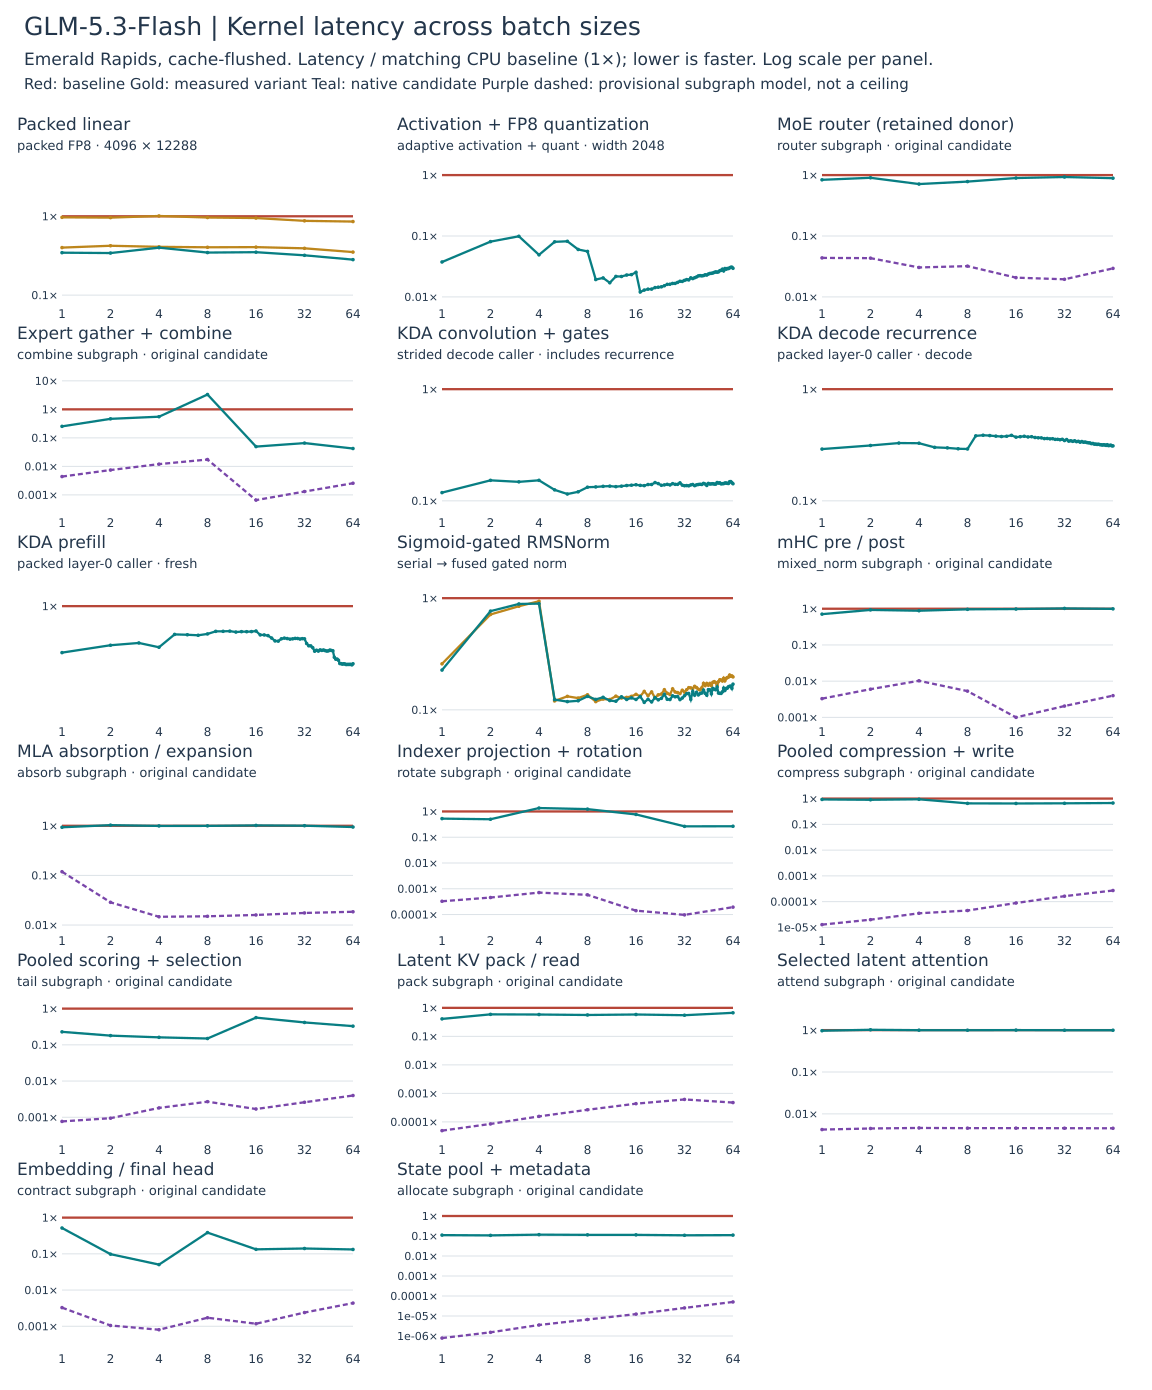 GLM-5.3-Flash | Kernel latency across batch sizes
Emerald Rapids, cache-flushed. Latency / matching CPU baseline (1×); lower is faster. Log scale per panel.
Red: baseline Gold: measured variant Teal: native candidate Purple dashed: provisional subgraph model, not a ceiling
Packed linear
packed FP8 · 4096 × 12288
1×
0.1×
1 2 4 8 16 32 64
Activation + FP8 quantization
adaptive activation + quant · width 2048
1×
0.1×
0.01×
1 2 4 8 16 32 64
MoE router (retained donor)
router subgraph · original candidate
1×
0.1×
0.01×
1 2 4 8 16 32 64
Expert gather + combine
combine subgraph · original candidate
10×
1×
0.1×
0.01×
0.001×
1 2 4 8 16 32 64
KDA convolution + gates
strided decode caller · includes recurrence
1×
0.1×
1 2 4 8 16 32 64
KDA decode recurrence
packed layer-0 caller · decode
1×
0.1×
1 2 4 8 16 32 64
KDA prefill
packed layer-0 caller · fresh
1×
1 2 4 8 16 32 64
Sigmoid-gated RMSNorm
serial → fused gated norm
1×
0.1×
1 2 4 8 16 32 64
mHC pre / post
mixed_norm subgraph · original candidate
1×
0.1×
0.01×
0.001×
1 2 4 8 16 32 64
MLA absorption / expansion
absorb subgraph · original candidate
1×
0.1×
0.01×
1 2 4 8 16 32 64
Indexer projection + rotation
rotate subgraph · original candidate
1×
0.1×
0.01×
0.001×
0.0001×
1 2 4 8 16 32 64
Pooled compression + write
compress subgraph · original candidate
1×
0.1×
0.01×
0.001×
0.0001×
1e-05×
1 2 4 8 16 32 64
Pooled scoring + selection
tail subgraph · original candidate
1×
0.1×
0.01×
0.001×
1 2 4 8 16 32 64
Latent KV pack / read
pack subgraph · original candidate
1×
0.1×
0.01×
0.001×
0.0001×
1 2 4 8 16 32 64
Selected latent attention
attend subgraph · original candidate
1×
0.1×
0.01×
1 2 4 8 16 32 64
Embedding / final head
contract subgraph · original candidate
1×
0.1×
0.01×
0.001×
1 2 4 8 16 32 64
State pool + metadata
allocate subgraph · original candidate
1×
0.1×
0.01×
0.001×
0.0001×
1e-05×
1e-06×
1 2 4 8 16 32 64